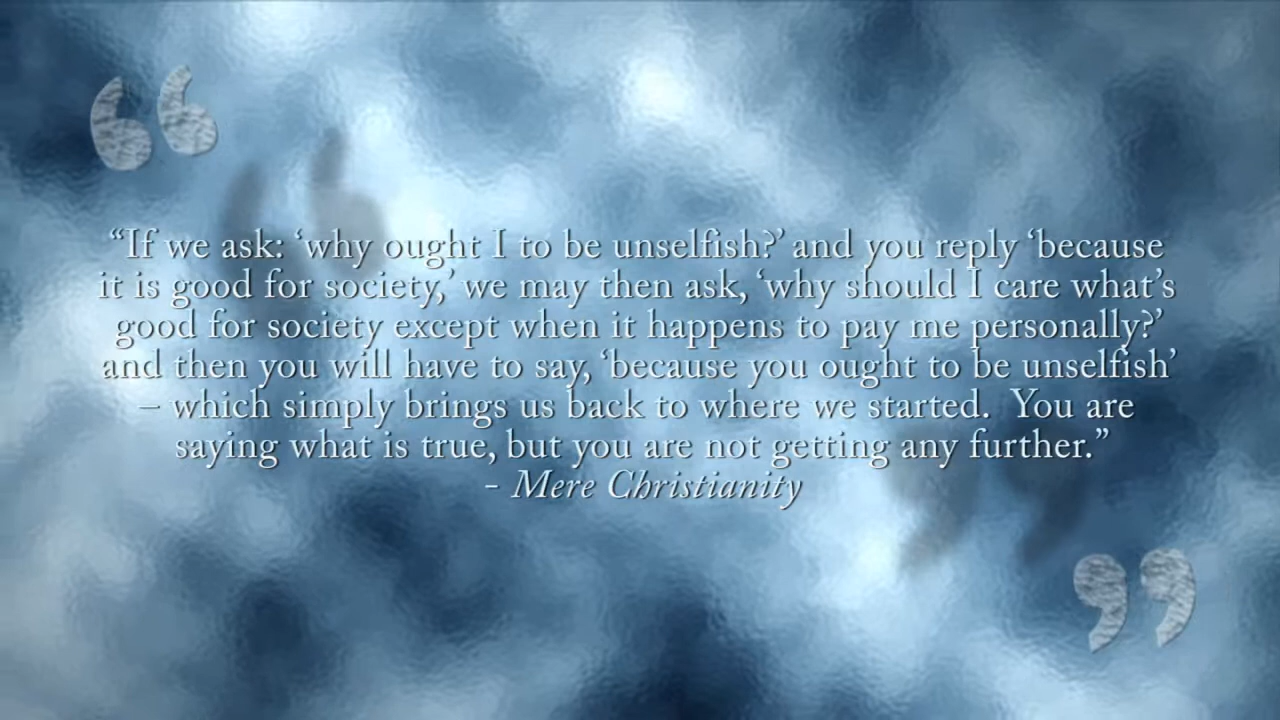 “If we ask: ‘why ought I to be unselfish?’ and you reply ‘because
it is good for society,’ we may then ask, ‘why should I care what’s
good for society except when it happens to pay me personally?’
and then you will have to say, ‘because you ought to be unselfish’
– which simply brings us back to where we started.  You are
saying what is true, but you are not getting any further.”
- Mere Christianity